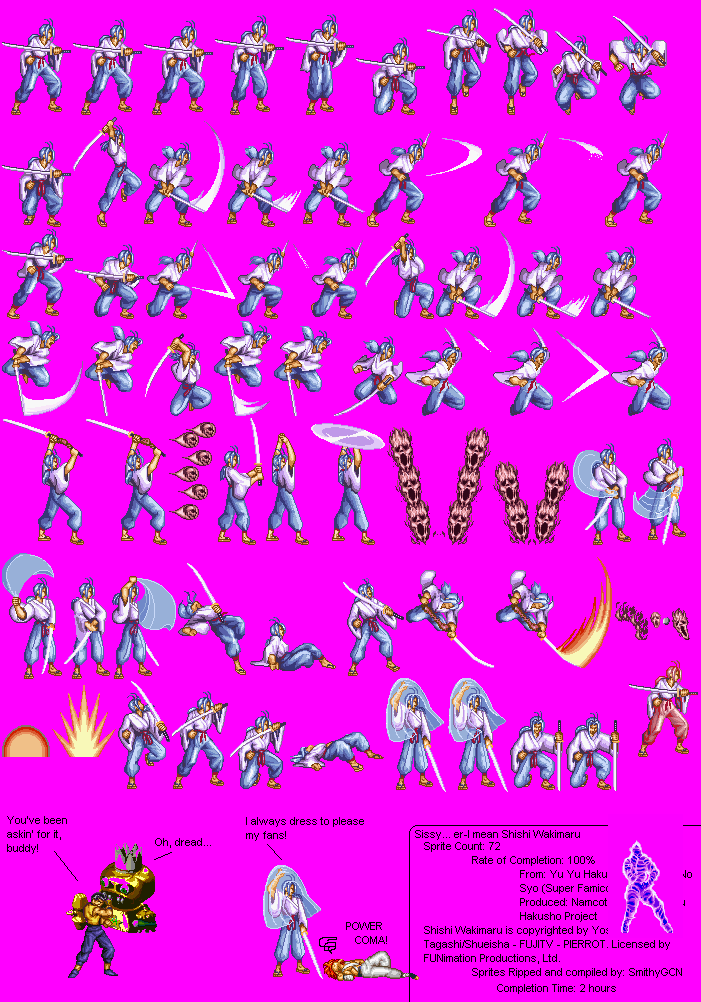 You've been
askin' for it,
buddy!
Oh, dread...
I always dress to please
my fans!
POWER
COMA!
Sissy... er-I mean Shishi Wakimaru
Sprite Count: 72
Rate of Completion: 100%
From: Yu Yu Haku
No
Syo (Super Famic
Produced: Namcot
Hakusho Project
Shishi Wakimaru is copyrighted by Yos
Tagashi/Shueisha - FUJITV - PIERROT. Licensed by
FUNimation Productions, Ltd.
Sprites Ripped and compiled by: SmithyGCN
Completion Time: 2 hours